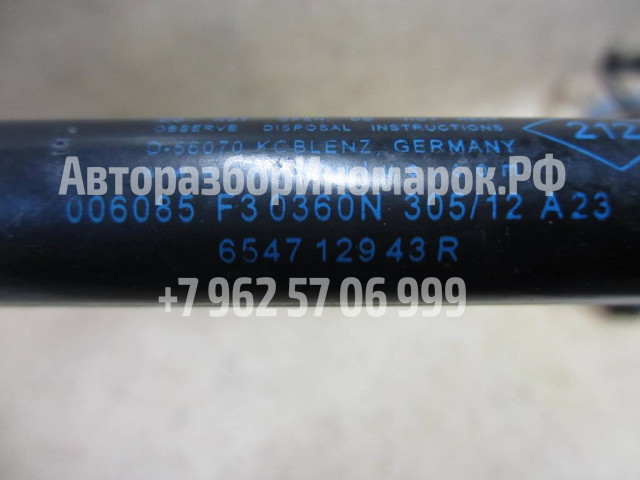 OBSERVE DISPOSAL INSTRUCTIONS
212
D-56070 KOBLENZ, GERMANY
АвторазборИномарок.РФ
006085 F3 0360N 305/12 A23
6547 129 43 R
+7 962 57 06 999